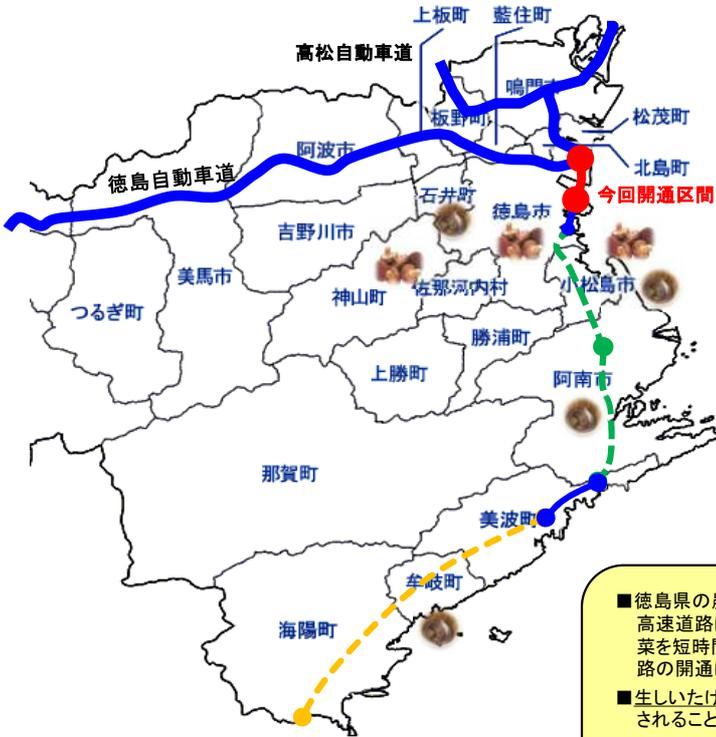 上板町
藍住町
高松自動車道
鳴門市
板野町
松茂町
北島町
阿波市
徳島自動車道
石井町
徳島市
今回開通区間
吉野川市
美馬市
つるぎ町
神山町
佐那河内村
小松島市
勝浦町
上勝町
阿南市
那賀町
美波町
牟岐町
海陽町
■徳島県の
高速道路
菜を短時間
路の開通
■生しいたけ
されること